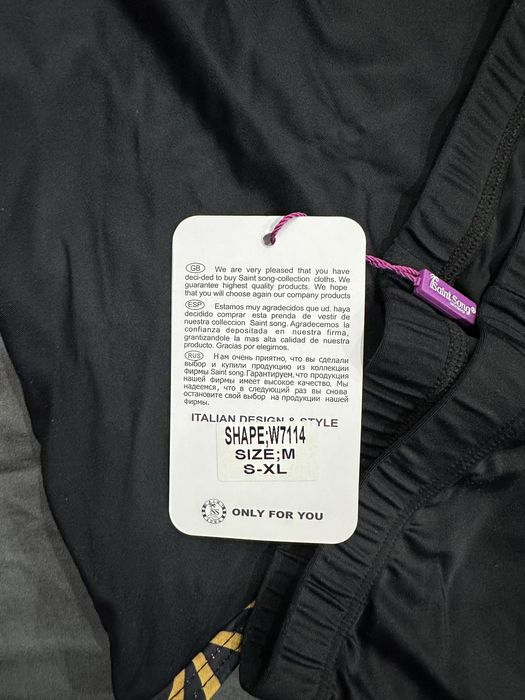 Saint Song®
GB We are very pleased that you have
deci-ded to buy Saint song-collection cloths. We
guarantee highest quality products. We hope
that you will choose again our company products
ESP Estamos muy agradecidos que ud. haya
decidido comprar esta prenda de vestir de
nuestra colleccion Saint song. Agradecemos la
confianza depositada en nuestra firma,
grantizandole la mas alta calidad de nuestro
producto. Gracias por elegirnos.
RUS Нам очень приятно, что вы сделали
выбор и купили продукцию из коллекции
фирмы Saint song. Гарантируем, что продукция
нашей фирмы имеет высокое качество. Мы
надеемся, что в следующий раз вы снова
остановите свой выбор на продукции нашей
фирмы.
ITALIAN DESIGN & STYLE
SHAPE;W7114
SIZE;M
S-XL
SS
ONLY FOR YOU